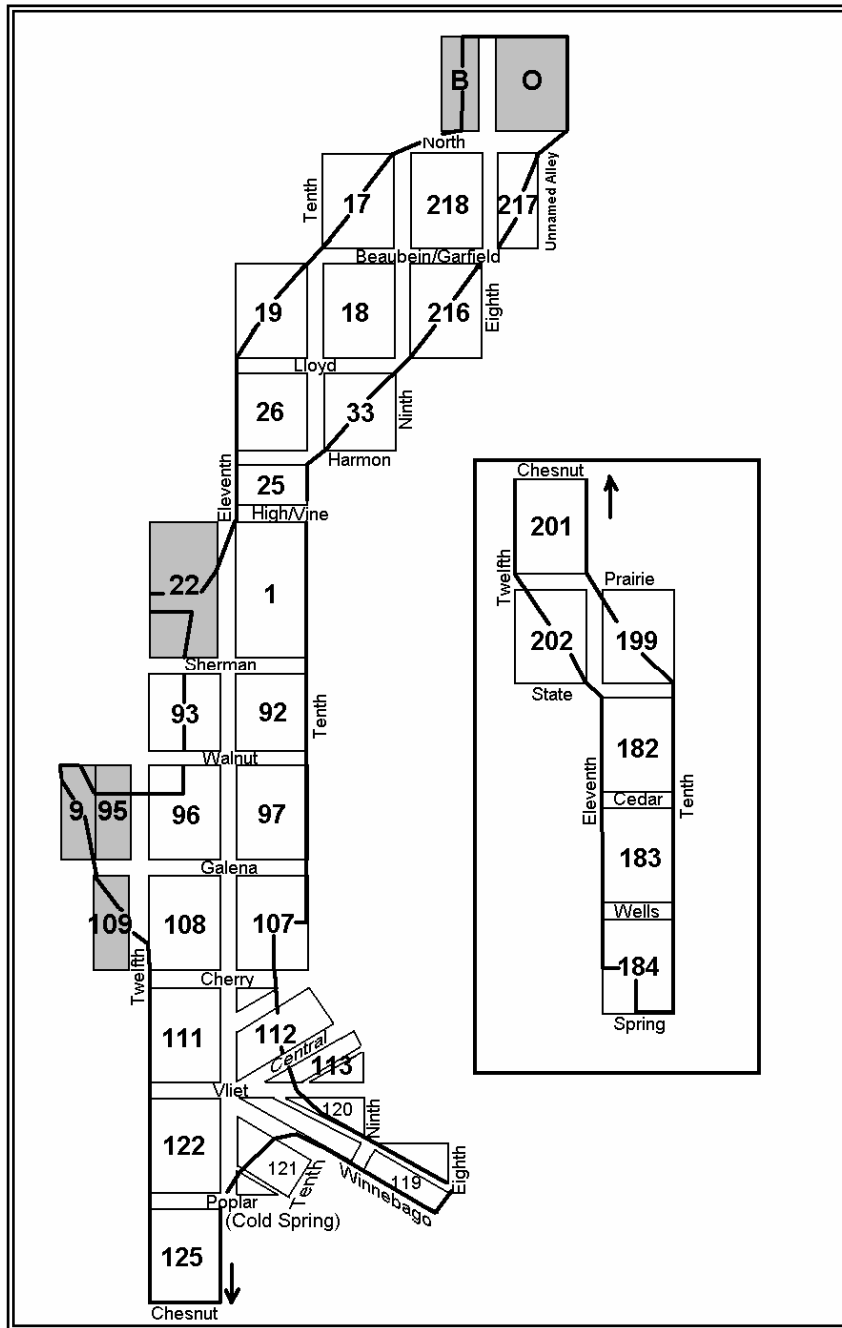 B O
North
Tenth
17 218 217
Unnamed Alley
Beaubein/Garfield
19 18 216
Eighth
Lloyd
26 33
Ninth
Harmon
Eleventh
25
High/Vine
22 1
Sherman
93 92
Tenth
Walnut
9 95 96 97
Galena
109 108 107
Twelfth
Cherry
111 112
Central
113
Vliet
120
Ninth
122
121
Tenth
119
Eighth
Winnebago
Poplar
(Cold Spring)
125
Chesnut
Chesnut
201
Twelfth
Prairie
202 199
State
182
Eleventh
Cedar
Tenth
183
Wells
184
Spring